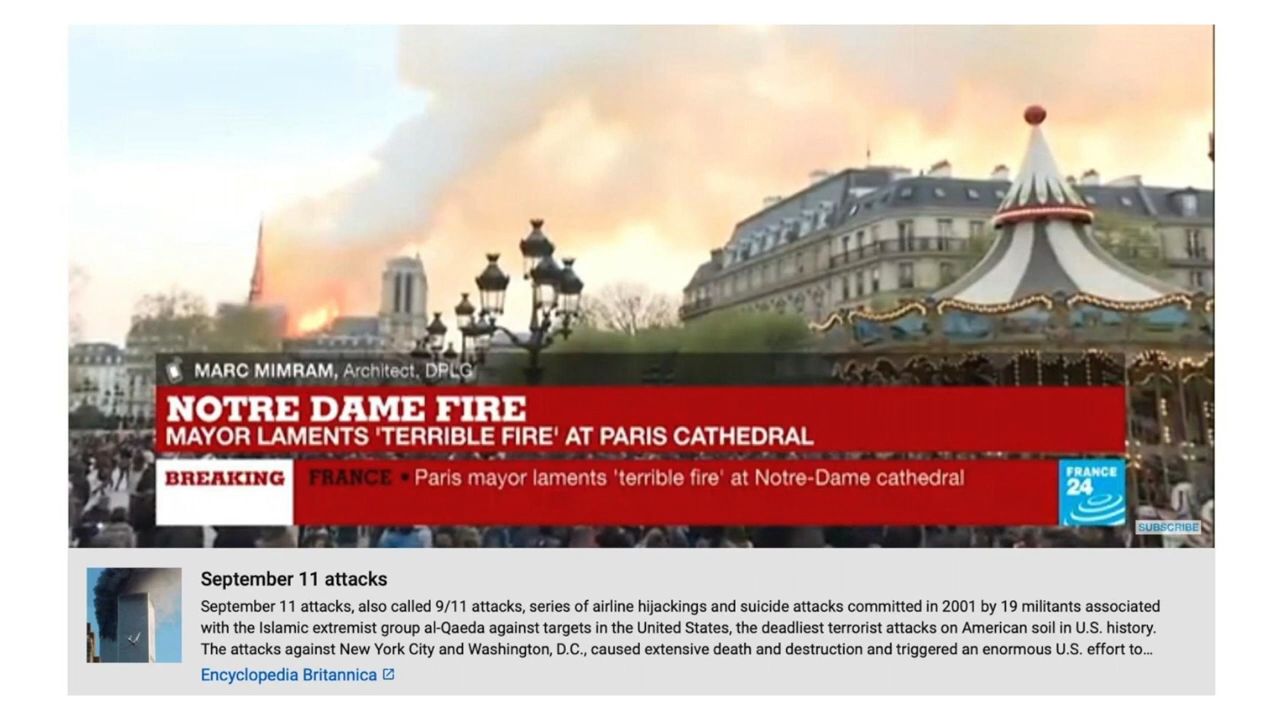 MARC MIMRAM, Architect, DPLG
NOTRE DAME FIRE
MAYOR LAMENTS 'TERRIBLE FIRE' AT PARIS CATHEDRAL
BREAKING FRANCE • Paris mayor laments 'terrible fire' at Notre-Dame cathedral
FRANCE
24
SUBSCRIBE
September 11 attacks
September 11 attacks, also called 9/11 attacks, series of airline hijackings and suicide attacks committed in 2001 by 19 militants associated
with the Islamic extremist group al-Qaeda against targets in the United States, the deadliest terrorist attacks on American soil in U.S. history.
The attacks against New York City and Washington, D.C., caused extensive death and destruction and triggered an enormous U.S. effort to...
Encyclopedia Britannica